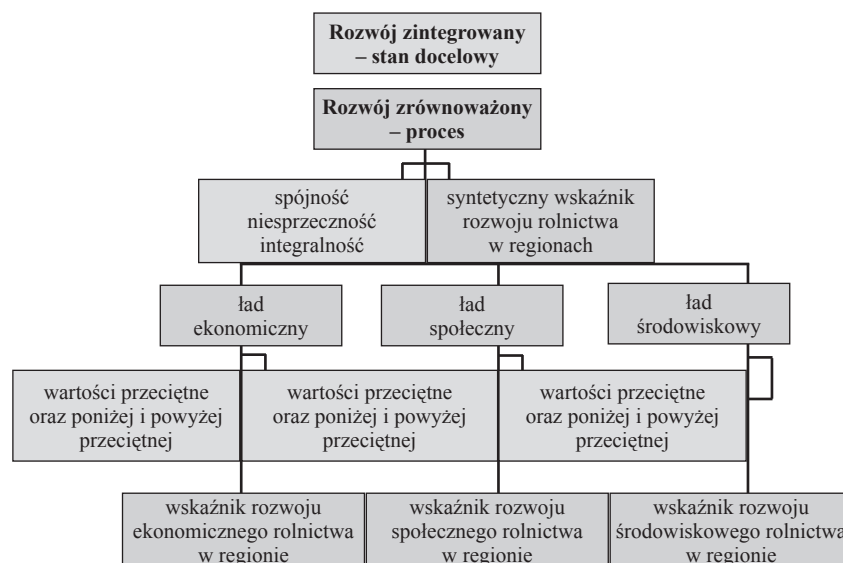 Rozwój zintegrowany
– stan docelowy
Rozwój zrównoważony
– proces
spójność
niesprzeczność
integralność
syntetyczny wskaźnik
rozwoju rolnictwa
w regionach
ład
ekonomiczny
ład
społeczny
ład
środowiskowy
wartości przeciętne
oraz poniżej i powyżej
przeciętnej
wartości przeciętne
oraz poniżej i powyżej
przeciętnej
wartości przeciętne
oraz poniżej i powyżej
przeciętnej
wskaźnik rozwoju
ekonomicznego rolnictwa
w regionie
wskaźnik rozwoju
społecznego rolnictwa
w regionie
wskaźnik rozwoju
środowiskowego rolnictwa
w regionie